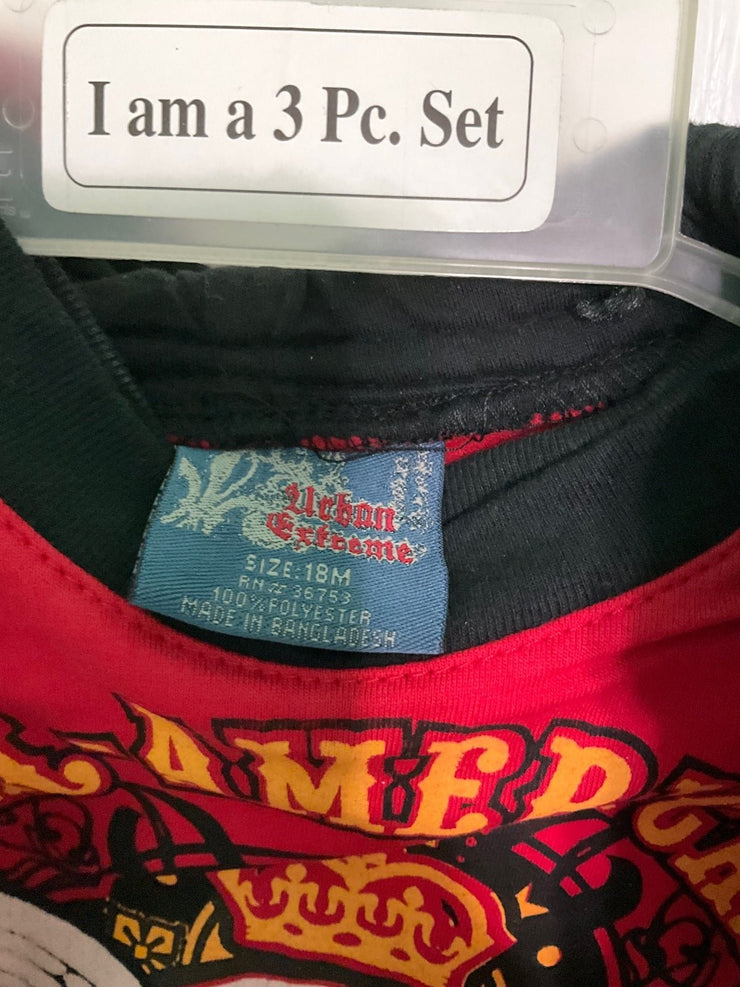 I am a 3 Pc. Set
Urban
Extreme
SIZE:18M
RN# 36753
100% POLYESTER
MADE IN BANGLADESH